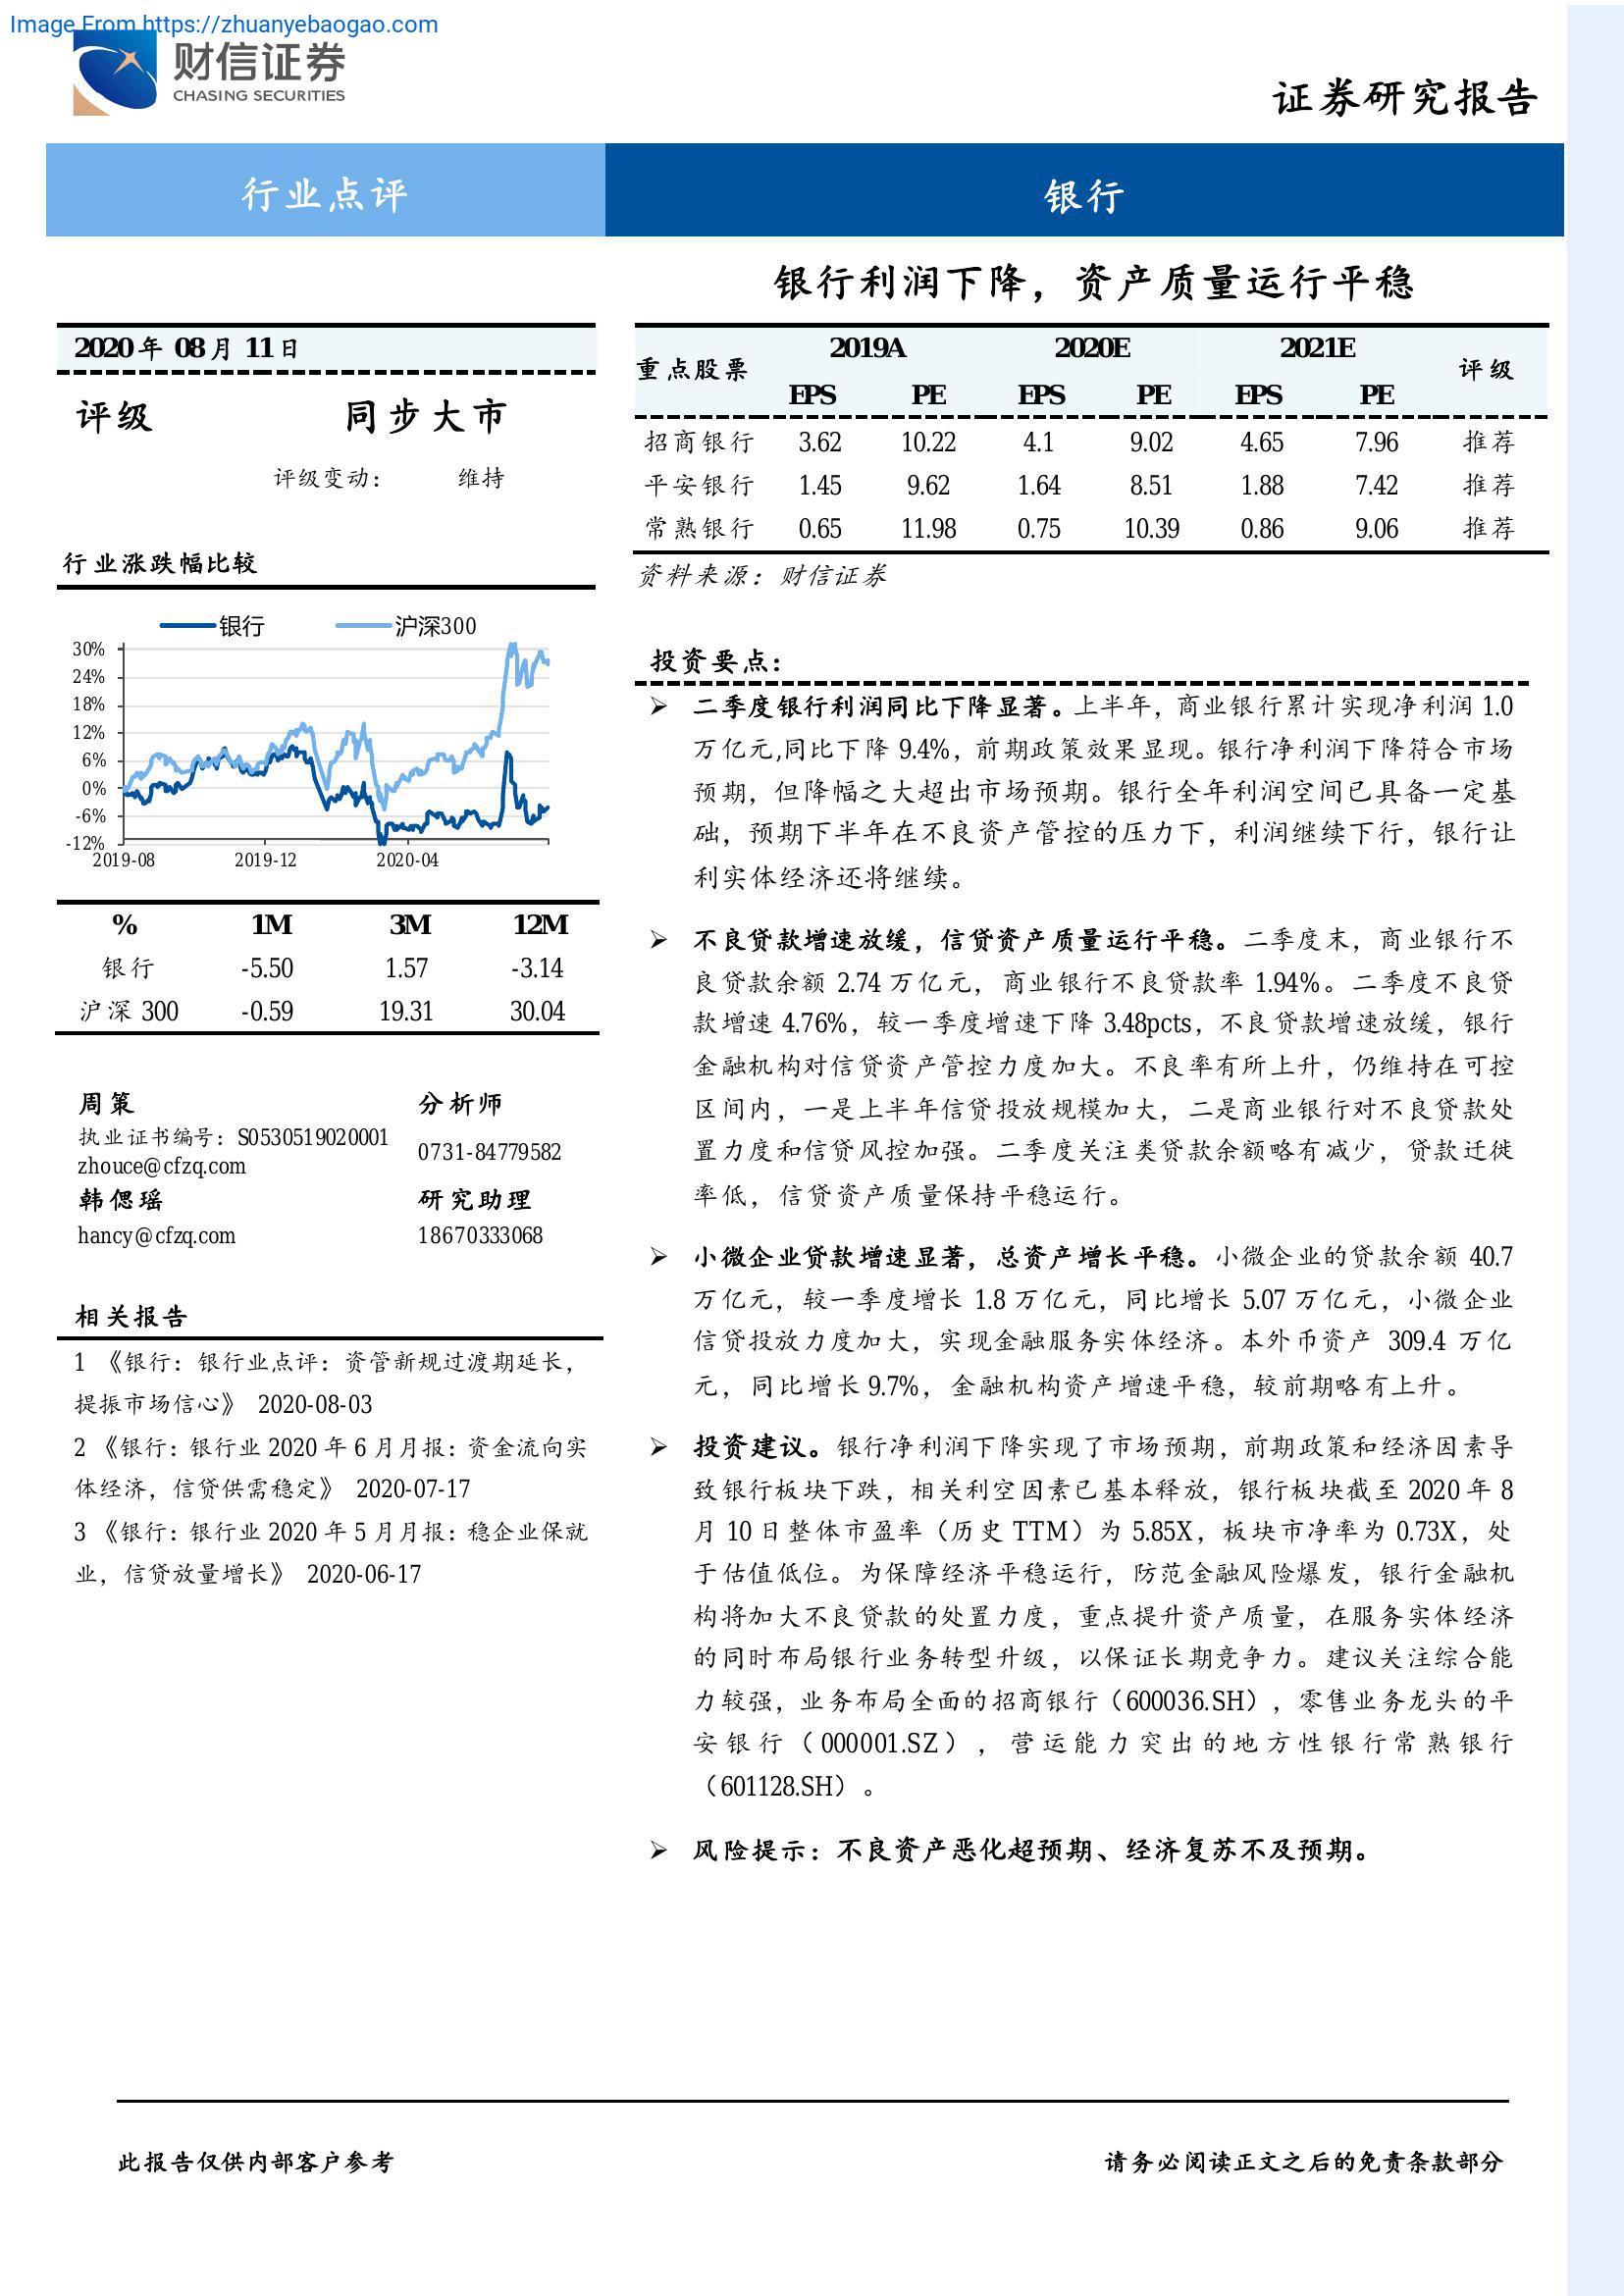 Image From https://zhuanyebaogao.com
财信证券
CHASING SECURITIES
证券研究报告
行业点评
银行
银行利润下降，资产质量运行平稳
2020 年 08 月 11 日
评级 同步大市
评级变动： 维持
行业涨跌幅比较
银行 沪深300
30%
24%
18%
12%
6%
0%
-6%
-12%
2019-08 2019-12 2020-04
% 1M 3M 12M
银行 -5.50 1.57 -3.14
沪深 300 -0.59 19.31 30.04
周策 分析师
执业证书编号：S0530519020001 0731-84779582
zhouce@cfzq.com
韩偲瑶 研究助理
hancy@cfzq.com 18670333068
相关报告
1 《银行：银行业点评：资管新规过渡期延长，
提振市场信心》 2020-08-03
2 《银行：银行业 2020 年 6 月月报：资金流向实
体经济，信贷供需稳定》 2020-07-17
3 《银行：银行业 2020 年 5 月月报：稳企业保就
业，信贷放量增长》 2020-06-17
重点股票 2019A 2020E 2021E 评级
EPS PE EPS PE EPS PE
招商银行 3.62 10.22 4.1 9.02 4.65 7.96 推荐
平安银行 1.45 9.62 1.64 8.51 1.88 7.42 推荐
常熟银行 0.65 11.98 0.75 10.39 0.86 9.06 推荐
资料来源：财信证券
投资要点：
➢ 二季度银行利润同比下降显著。上半年，商业银行累计实现净利润 1.0
万亿元,同比下降 9.4%，前期政策效果显现。银行净利润下降符合市场
预期，但降幅之大超出市场预期。银行全年利润空间已具备一定基
础，预期下半年在不良资产管控的压力下，利润继续下行，银行让
利实体经济还将继续。
➢ 不良贷款增速放缓，信贷资产质量运行平稳。二季度末，商业银行不
良贷款余额 2.74 万亿元，商业银行不良贷款率 1.94%。二季度不良贷
款增速 4.76%，较一季度增速下降 3.48pcts，不良贷款增速放缓，银行
金融机构对信贷资产管控力度加大。不良率有所上升，仍维持在可控
区间内，一是上半年信贷投放规模加大，二是商业银行对不良贷款处
置力度和信贷风控加强。二季度关注类贷款余额略有减少，贷款迁徙
率低，信贷资产质量保持平稳运行。
➢ 小微企业贷款增速显著，总资产增长平稳。小微企业的贷款余额 40.7
万亿元，较一季度增长 1.8 万亿元，同比增长 5.07 万亿元，小微企业
信贷投放力度加大，实现金融服务实体经济。本外币资产 309.4 万亿
元，同比增长 9.7%，金融机构资产增速平稳，较前期略有上升。
➢ 投资建议。银行净利润下降实现了市场预期，前期政策和经济因素导
致银行板块下跌，相关利空因素已基本释放，银行板块截至 2020 年 8
月 10 日整体市盈率（历史 TTM）为 5.85X，板块市净率为 0.73X，处
于估值低位。为保障经济平稳运行，防范金融风险爆发，银行金融机
构将加大不良贷款的处置力度，重点提升资产质量，在服务实体经济
的同时布局银行业务转型升级，以保证长期竞争力。建议关注综合能
力较强，业务布局全面的招商银行（600036.SH），零售业务龙头的平
安银行（000001.SZ），营运能力突出的地方性银行常熟银行
（601128.SH）。
➢ 风险提示：不良资产恶化超预期、经济复苏不及预期。
此报告仅供内部客户参考
请务必阅读正文之后的免责条款部分